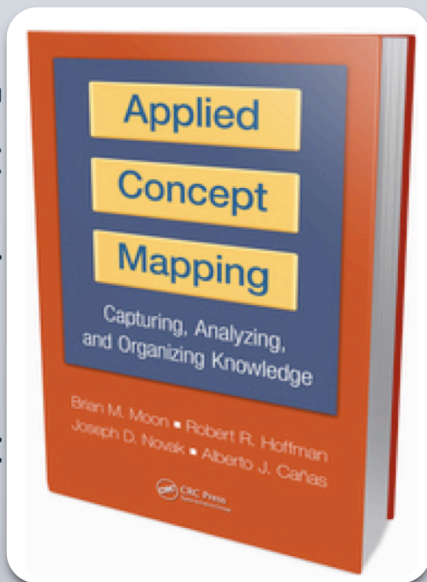 Applied
Concept
Mapping
Capturing, Analyzing,
and Organizing Knowledge
Brian M. Moon ■ Robert R. Hoffman
Joseph D. Novak ■ Alberto J. Cañas
CRC Press